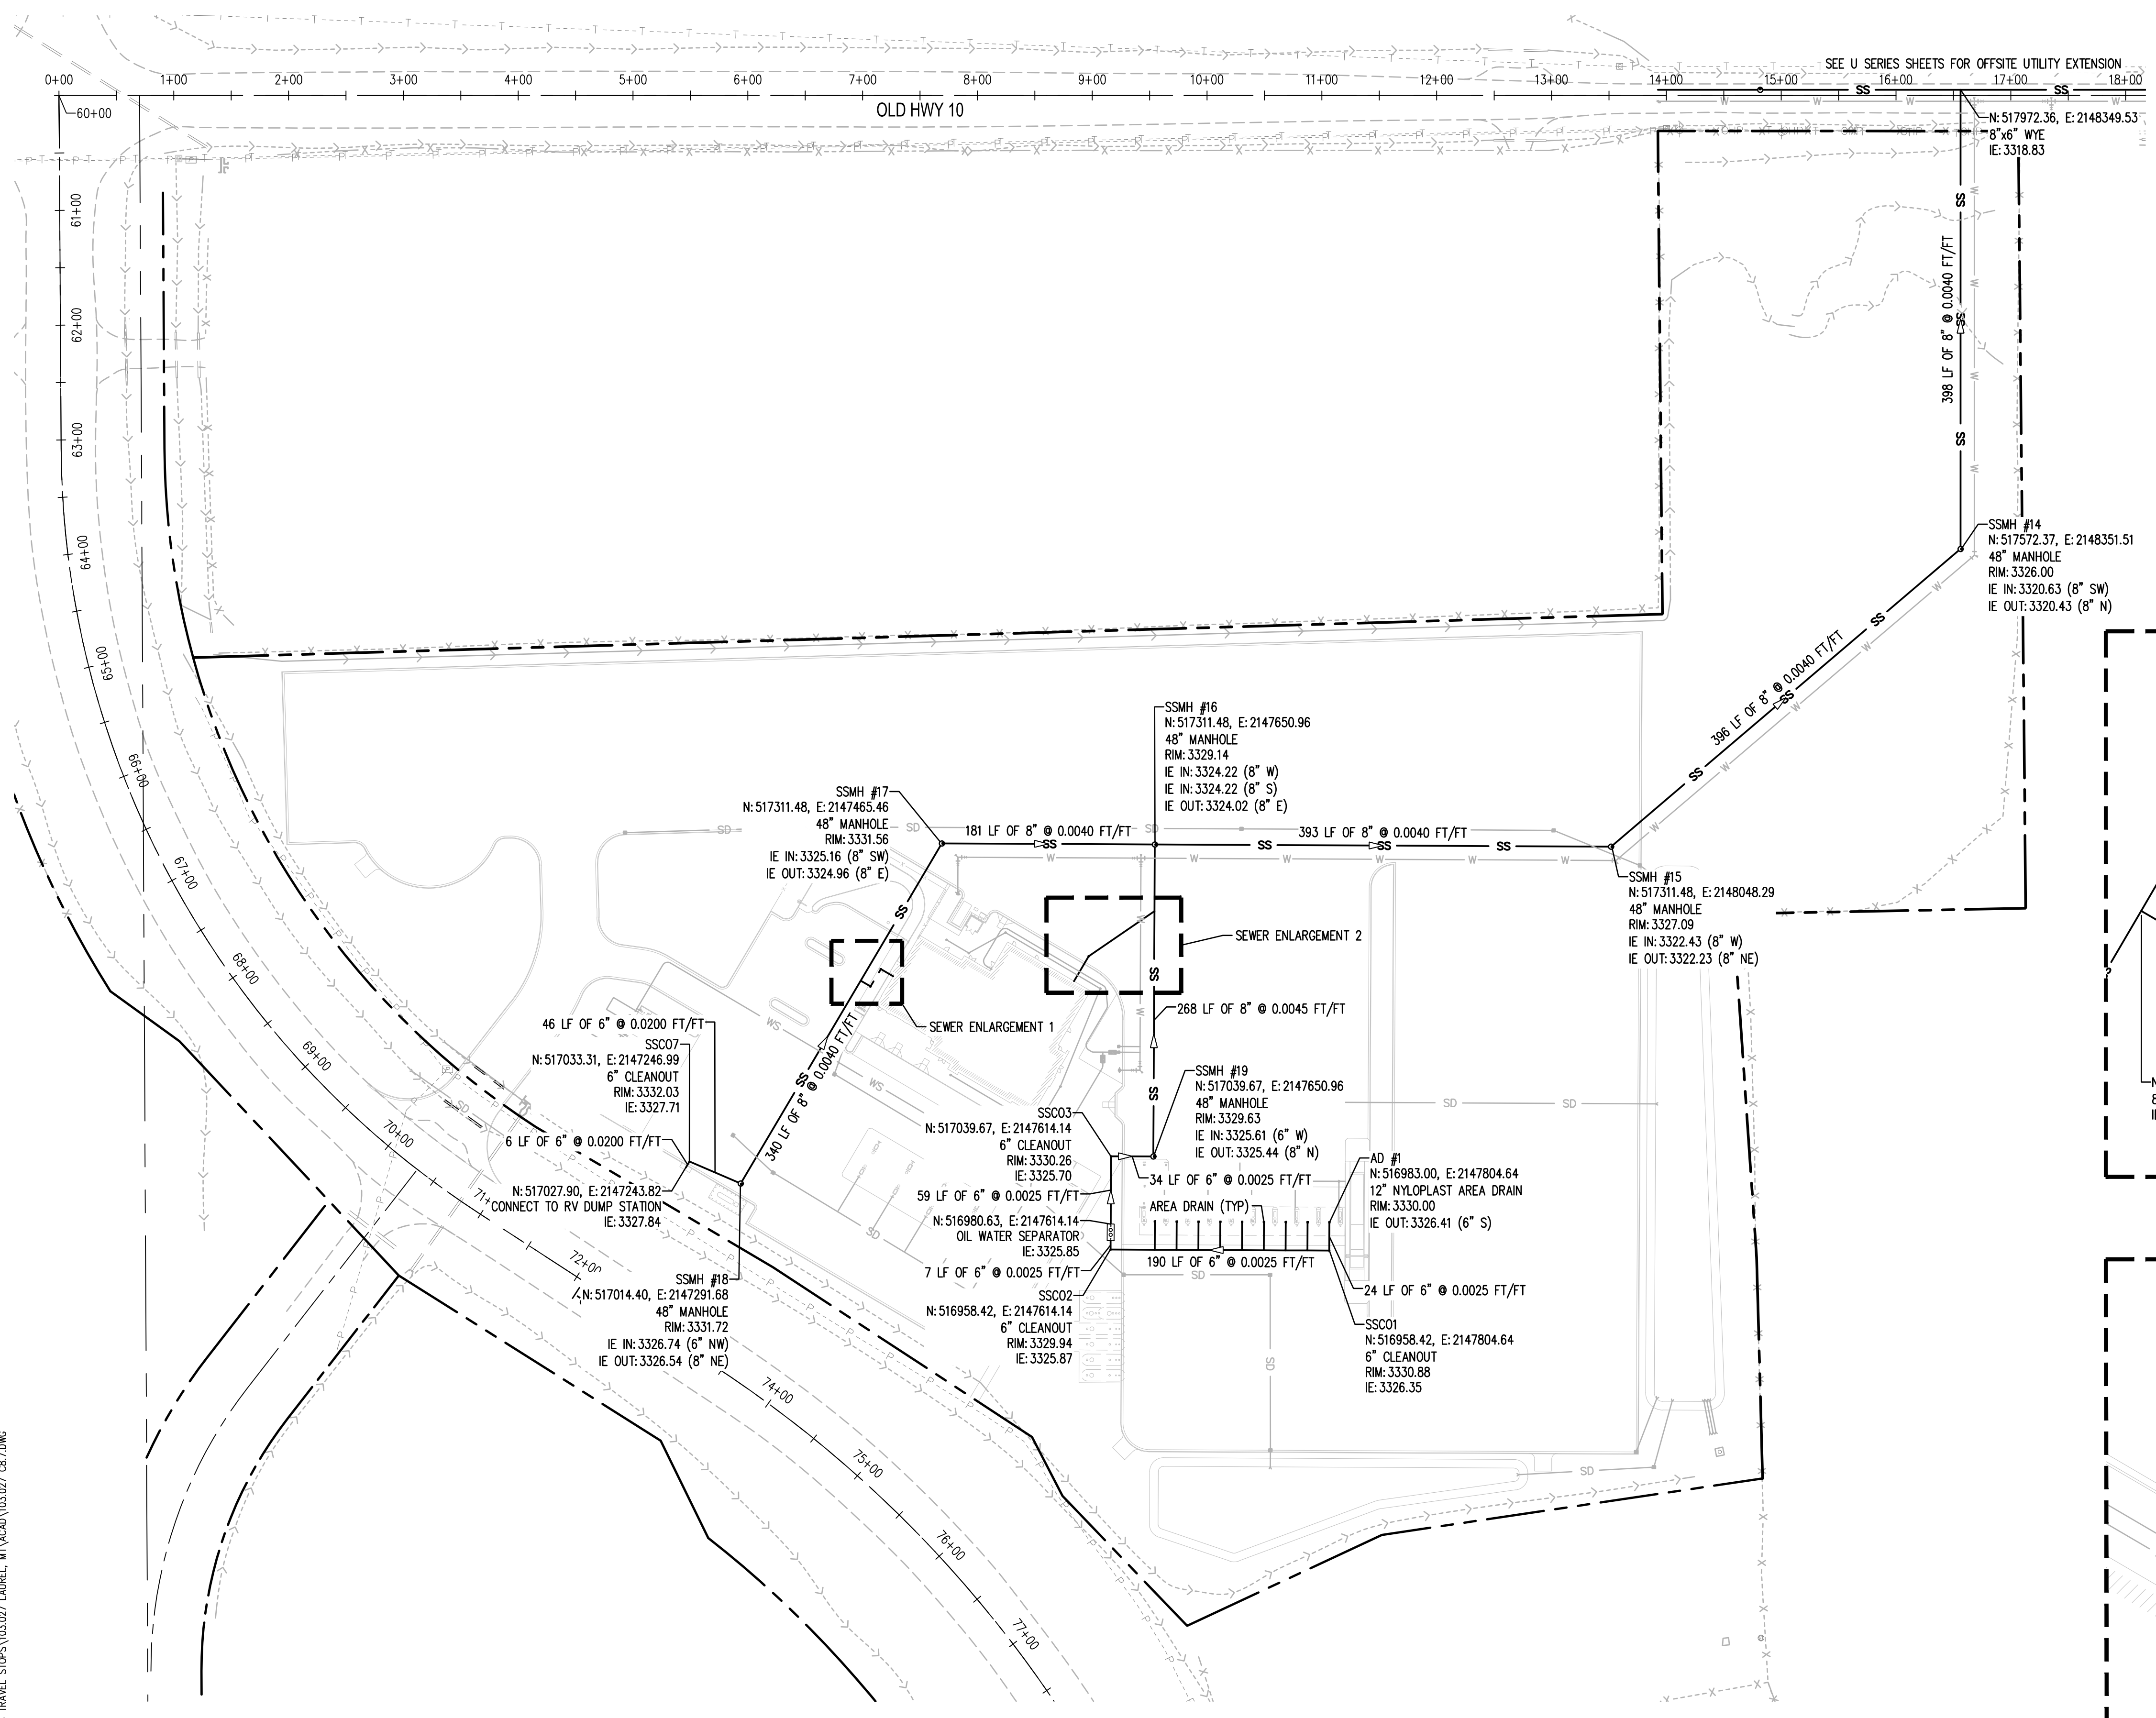 SEE U SERIES SHEETS FOR OFFSITE UTILITY EXTENSION
0+00
1+00
2+00
3+00
4+00
5+00
6+00
7+00
8+00
9+00
10+00
11+00
12+00
13+00
14+00
15+00
16+00
17+00
18+00
OLD HWY 10
60+00
61+00
62+00
63+00
64+00
65+00
66+00
67+00
68+00
69+00
70+00
72+00
74+00
75+00
76+00
77+00
N: 517972.36, E: 2148349.53
8"x6" WYE
IE: 3318.83
398 LF OF 8" @ 0.0040 FT/FT
SSMH #14
N: 517572.37, E: 2148351.51
48" MANHOLE
RIM: 3326.00
IE IN: 3320.63 (8" SW)
IE OUT: 3320.43 (8" N)
396 LF OF 8" @ 0.0040 FT/FT
SSMH #16
N: 517311.48, E: 2147650.96
48" MANHOLE
RIM: 3329.14
IE IN: 3324.22 (8" W)
IE IN: 3324.22 (8" S)
IE OUT: 3324.02 (8" E)
SSMH #17
N: 517311.48, E: 2147465.46
48" MANHOLE
RIM: 3331.56
IE IN: 3325.16 (8" SW)
IE OUT: 3324.96 (8" E)
181 LF OF 8" @ 0.0040 FT/FT
393 LF OF 8" @ 0.0040 FT/FT
SSMH #15
N: 517311.48, E: 2148048.29
48" MANHOLE
RIM: 3327.09
IE IN: 3322.43 (8" W)
IE OUT: 3322.23 (8" NE)
SEWER ENLARGEMENT 2
SEWER ENLARGEMENT 1
268 LF OF 8" @ 0.0045 FT/FT
340 LF OF 8" @ 0.0040 FT/FT
46 LF OF 6" @ 0.0200 FT/FT
SSCO7
N: 517033.31, E: 2147246.99
6" CLEANOUT
RIM: 3332.03
IE: 3327.71
6 LF OF 6" @ 0.0200 FT/FT
N: 517027.90, E: 2147243.82
CONNECT TO RV DUMP STATION
IE: 3327.84
SSMH #18
N: 517014.40, E: 2147291.68
48" MANHOLE
RIM: 3331.72
IE IN: 3326.74 (6" NW)
IE OUT: 3326.54 (8" NE)
SSMH #19
N: 517039.67, E: 2147650.96
48" MANHOLE
RIM: 3329.63
IE IN: 3325.61 (6" W)
IE OUT: 3325.44 (8" N)
SSCO3
N: 517039.67, E: 2147614.14
6" CLEANOUT
RIM: 3330.26
IE: 3325.70
34 LF OF 6" @ 0.0025 FT/FT
59 LF OF 6" @ 0.0025 FT/FT
AREA DRAIN (TYP)
N: 516980.63, E: 2147614.14
OIL WATER SEPARATOR
IE: 3325.85
7 LF OF 6" @ 0.0025 FT/FT
190 LF OF 6" @ 0.0025 FT/FT
AD #1
N: 516983.00, E: 2147804.64
12" NYLOPLAST AREA DRAIN
RIM: 3330.00
IE OUT: 3326.41 (6" S)
24 LF OF 6" @ 0.0025 FT/FT
SSCO2
N: 516958.42, E: 2147614.14
6" CLEANOUT
RIM: 3329.94
IE: 3325.87
SSCO1
N: 516958.42, E: 2147804.64
6" CLEANOUT
RIM: 3330.88
IE: 3326.35